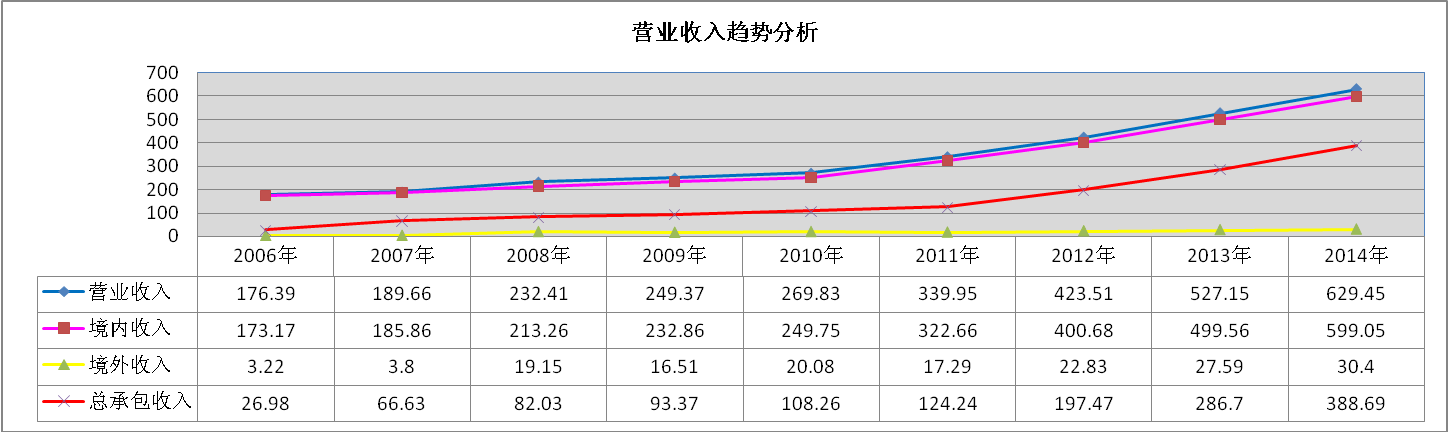 营业收入趋势分析
700
600
500
400
300
200
100
0
2006年 2007年 2008年 2009年 2010年 2011年 2012年 2013年 2014年
营业收入 176.39 189.66 232.41 249.37 269.83 339.95 423.51 527.15 629.45
境内收入 173.17 185.86 213.26 232.86 249.75 322.66 400.68 499.56 599.05
境外收入 3.22 3.8 19.15 16.51 20.08 17.29 22.83 27.59 30.4
总承包收入 26.98 66.63 82.03 93.37 108.26 124.24 197.47 286.7 388.69